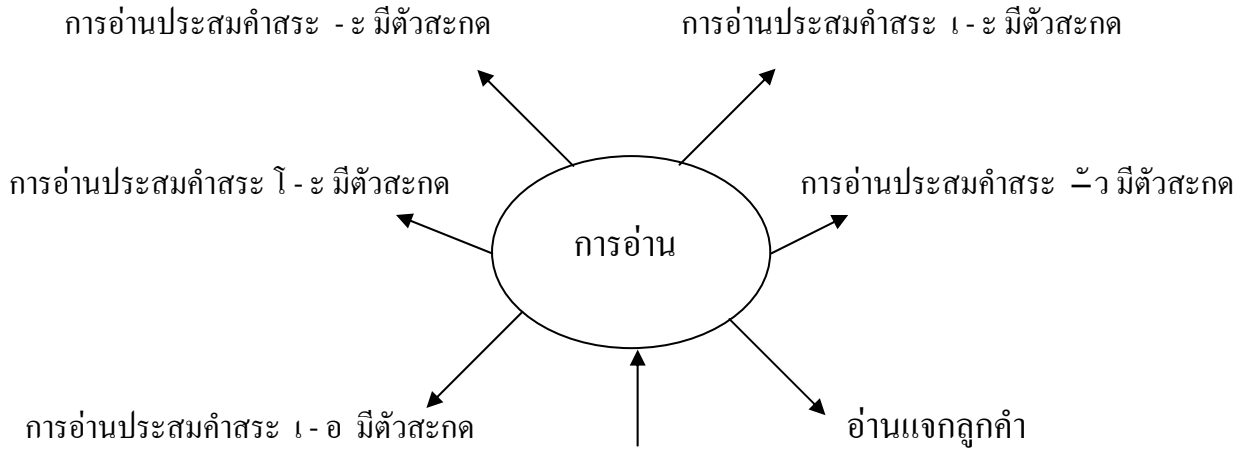 การอ่านประสมคำสระ -ะ มีตัวสะกด
การอ่านประสมคำสระ เ-ะ มีตัวสะกด
การอ่านประสมคำสระ โ-ะ มีตัวสะกด
การอ่านประสมคำสระ –ัว มีตัวสะกด
การอ่าน
การอ่านประสมคำสระ เ-อ มีตัวสะกด
อ่านแจกลูกคำ